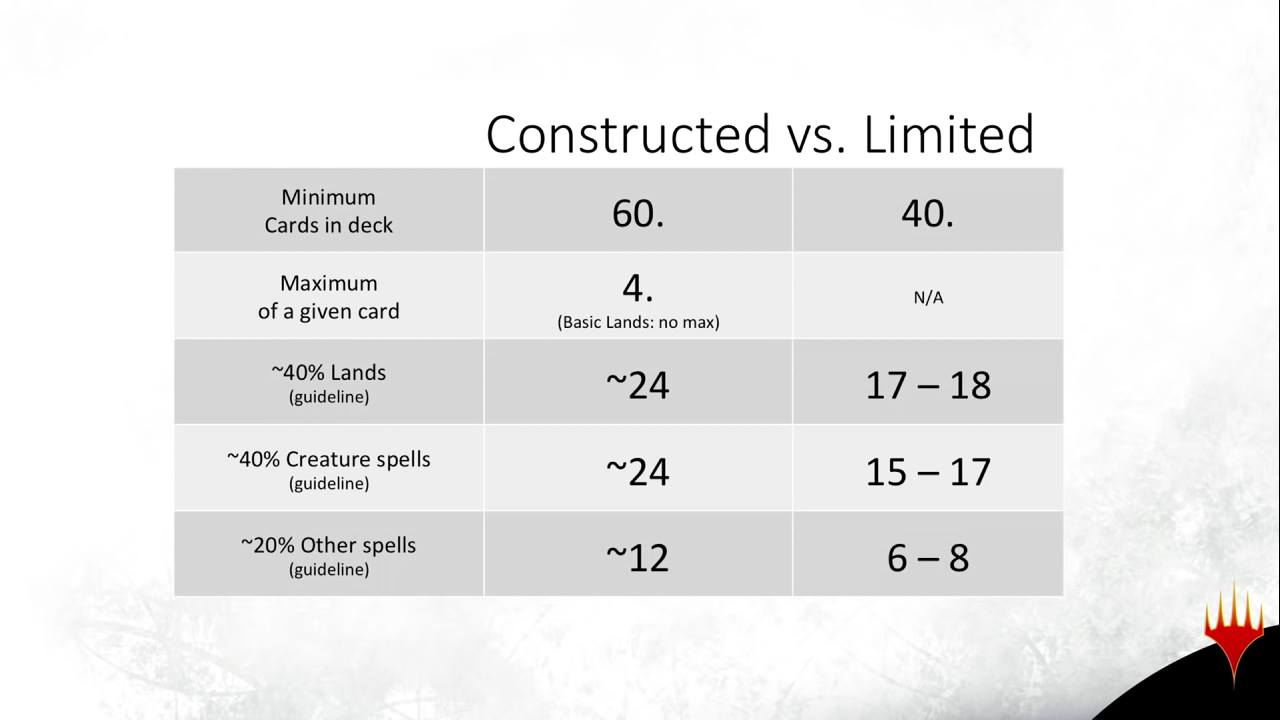 Constructed vs. Limited
Minimum
Cards in deck
60.
40.
Maximum
of a given card
4.
(Basic Lands: no max)
N/A
~40% Lands
(guideline)
~24
17 – 18
~40% Creature spells
(guideline)
~24
15 – 17
~20% Other spells
(guideline)
~12
6 – 8